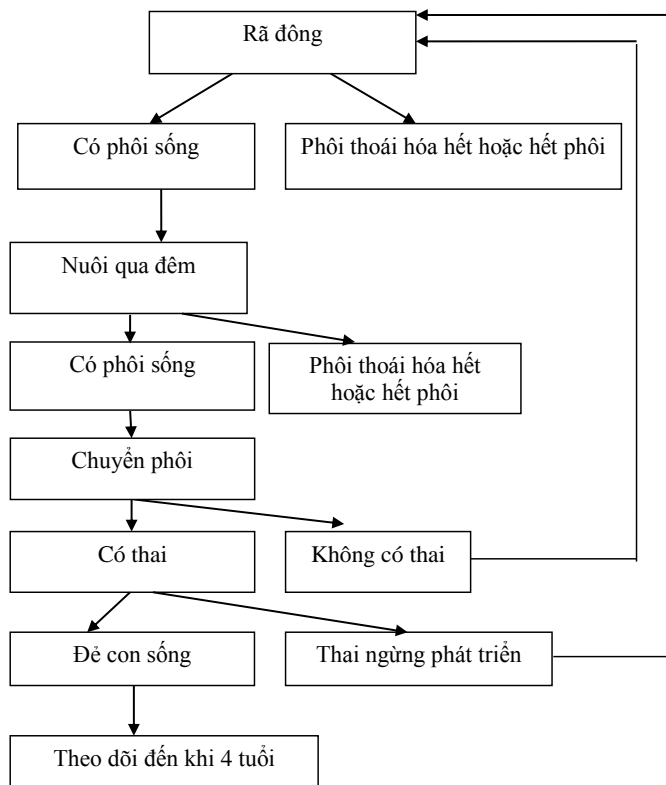 Rã đông
Có phôi sống
Phôi thoái hóa hết hoặc hết phôi
Nuôi qua đêm
Có phôi sống
Phôi thoái hóa hết
hoặc hết phôi
Chuyển phôi
Có thai
Không có thai
Đẻ con sống
Thai ngừng phát triển
Theo dõi đến khi 4 tuổi